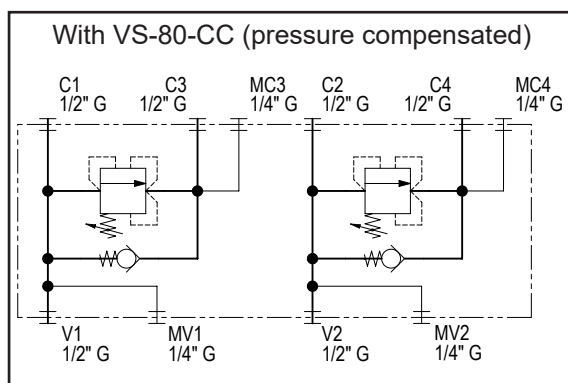 With VS-80-CC (pressure compensated)
C1 C3 MC3 C2 C4 MC4
1/2" G 1/2" G 1/4" G 1/2" G 1/2" G 1/4" G
V1 MV1 V2 MV2
1/2" G 1/4" G 1/2" G 1/4" G